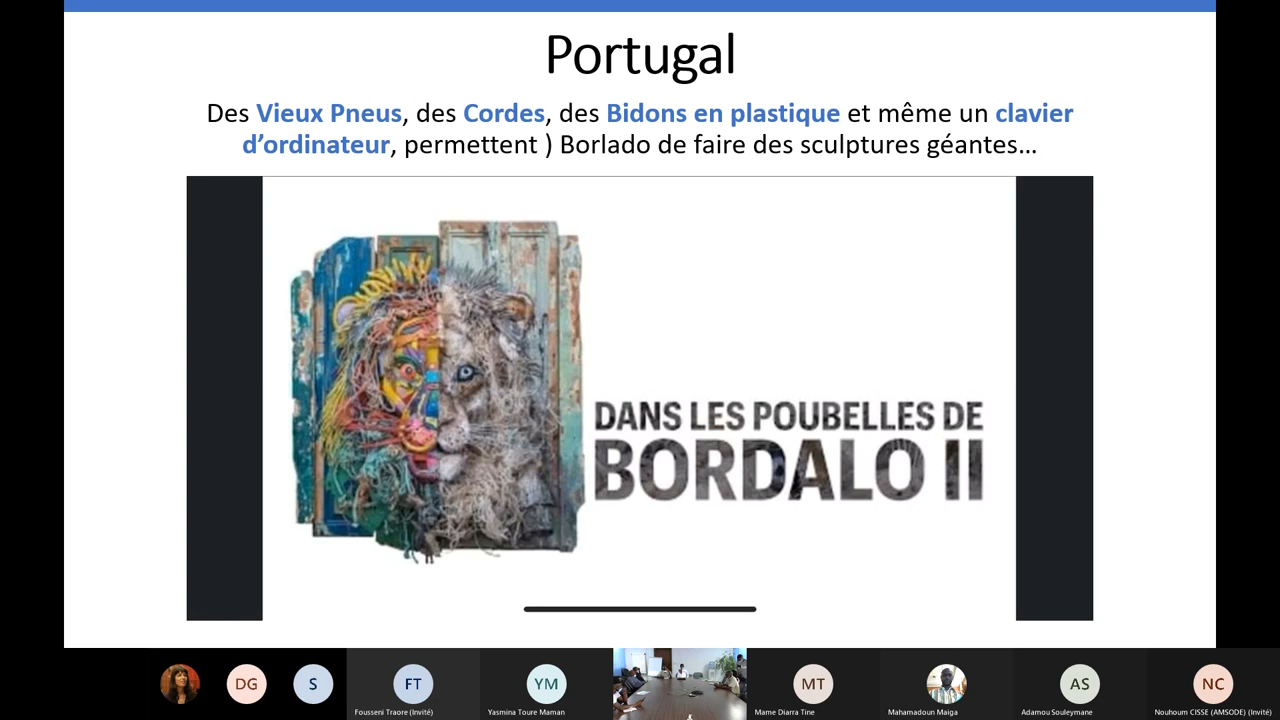 Portugal
Des Vieux Pneus, des Cordes, des Bidons en plastique et même un clavier
d’ordinateur, permettent ) Borlado de faire des sculptures géantes...
DANS LES POUBELLES DE
BORDALO II
DG
S
FT
YM
MT
AS
NC
Fousseni Traore (Invité)
Yasmina Toure Maman
Mame Diarra Tine
Mahamadoun Maiga
Adamou Souleymane
Nouhoum CISSE (AMSODE) (Invité)